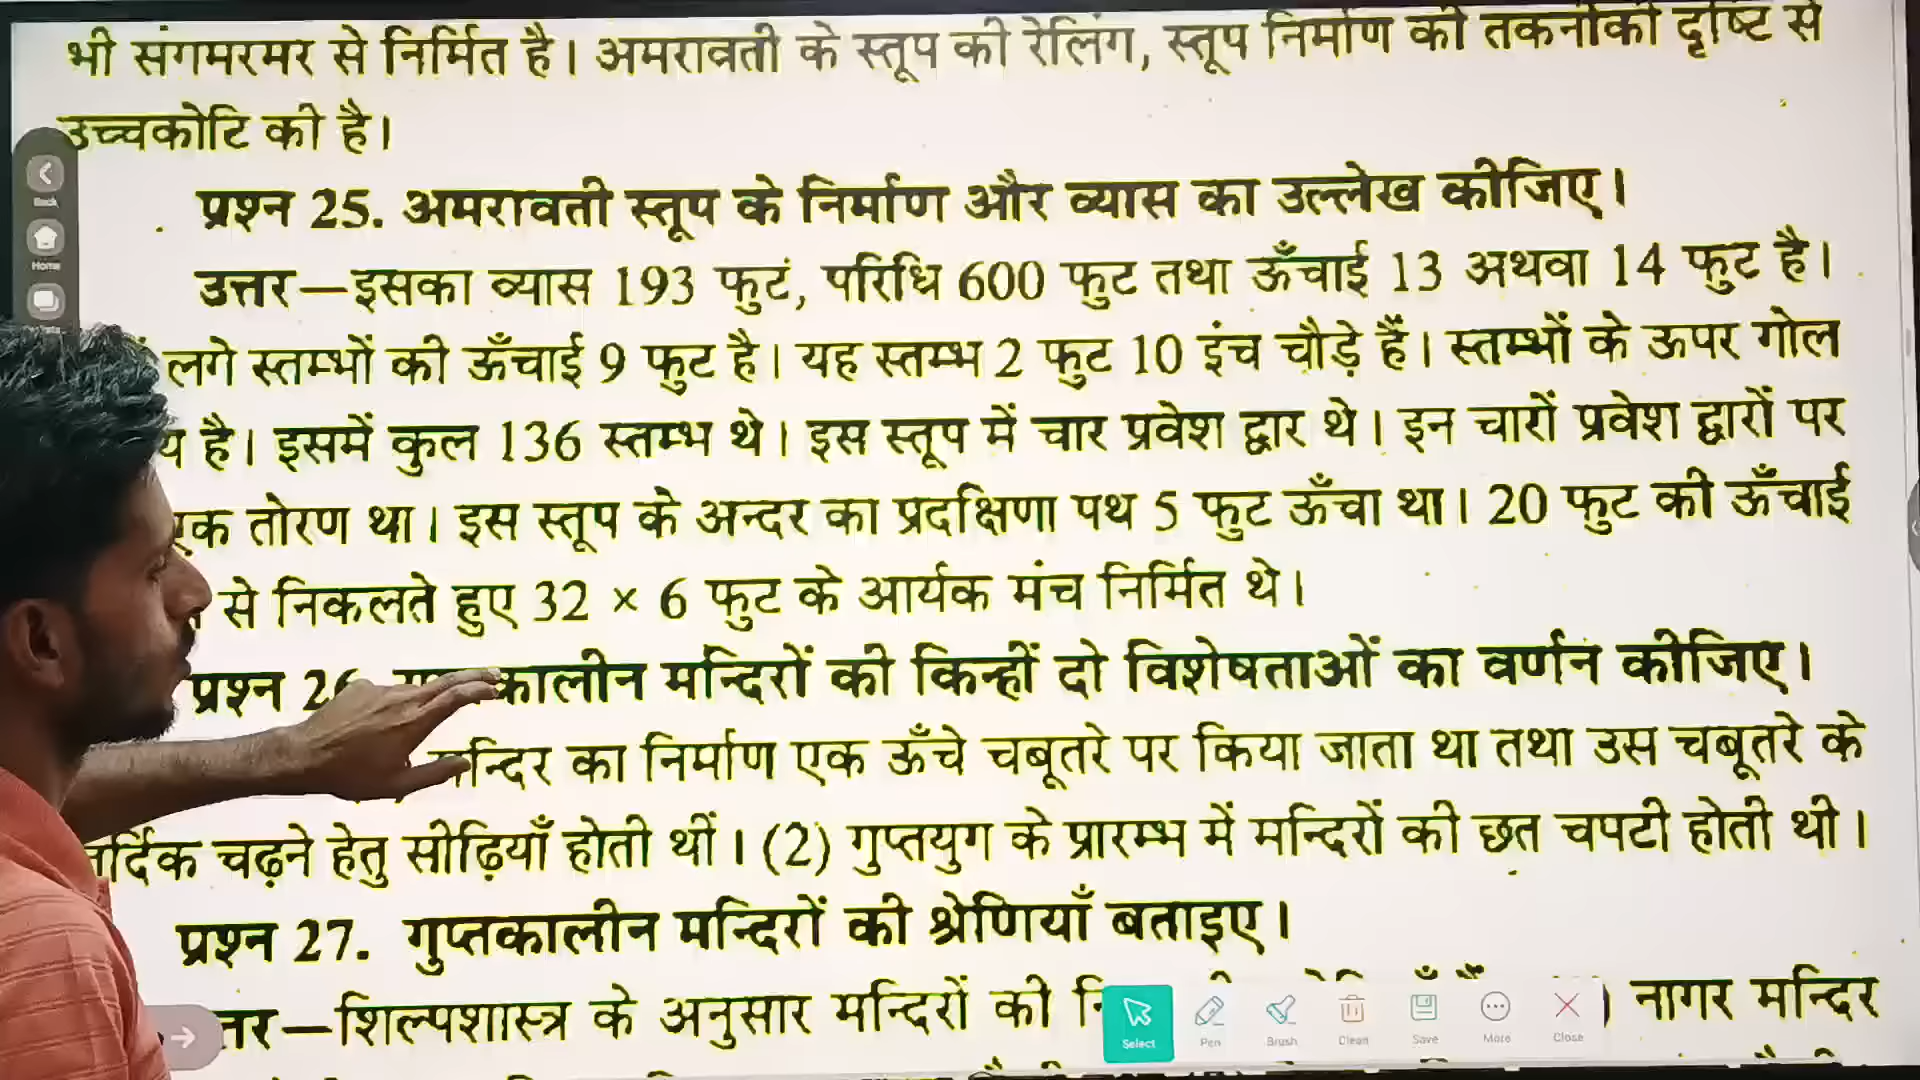 भी संगमरमर से निर्मित है। अमरावती के स्तूप की रेलिंग, स्तूप निर्माण की तकनीकी दृष्टि से
उच्चकोटि की है।
Back
Home
प्रश्न 25. अमरावती स्तूप के निर्माण और व्यास का उल्लेख कीजिए।
उत्तर—इसका व्यास 193 फुट, परिधि 600 फुट तथा ऊँचाई 13 अथवा 14 फुट है।
लगे स्तम्भों की ऊँचाई 9 फुट है। यह स्तम्भ 2 फुट 10 इंच चौड़े हैं। स्तम्भों के ऊपर गोल
है। इसमें कुल 136 स्तम्भ थे। इस स्तूप में चार प्रवेश द्वार थे। इन चारों प्रवेश द्वारों पर
तोरण था। इस स्तूप के अन्दर का प्रदक्षिणा पथ 5 फुट ऊँचा था। 20 फुट की ऊँचाई
से निकलते हुए 32 × 6 फुट के आर्यक मंच निर्मित थे।
प्रश्न कालीन मन्दिरों की किन्हीं दो विशेषताओं का वर्णन कीजिए।
मन्दिर का निर्माण एक ऊँचे चबूतरे पर किया जाता था तथा उस चबूतरे के
चढ़ने हेतु सीढ़ियाँ होती थीं। (2) गुप्तयुग के प्रारम्भ में मन्दिरों की छत चपटी होती थी।
प्रश्न 27. गुप्तकालीन मन्दिरों की श्रेणियाँ बताइए।
शिल्पशास्त्र के अनुसार मन्दिरों की नागर मन्दिर
Select Pen Brush Clean Save More Close